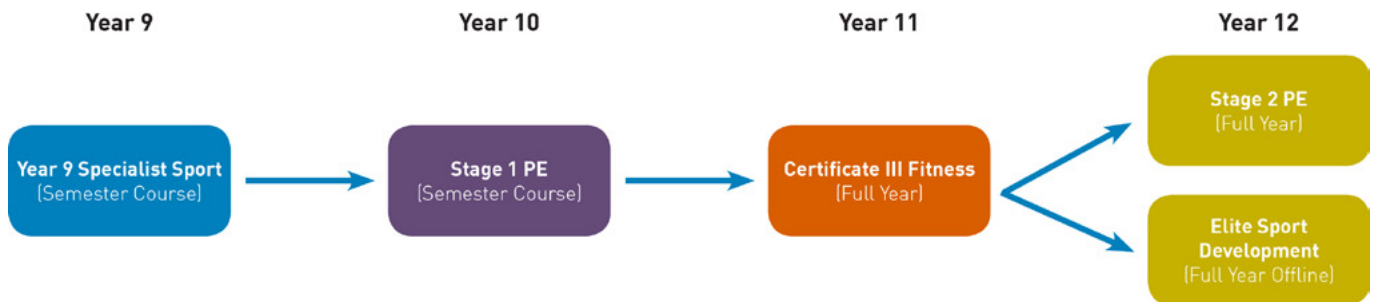 Year 9
Year 10
Year 11
Year 12
Year 9 Specialist Sport
(Semester Course)
Stage 1 PE
(Semester Course)
Certificate III Fitness
(Full Year)
Stage 2 PE
(Full Year)
Elite Sport
Development
(Full Year Offline)